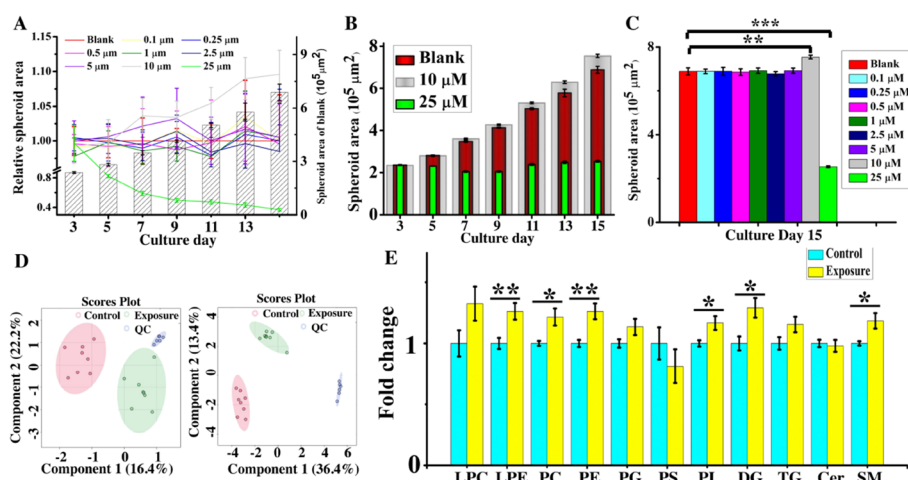 A
Blank 0.1 μm 0.25 μm
0.5 μm 1 μm 2.5 μm
5 μm 10 μm 25 μm
Relative spheroid area
1.15
1.10
1.05
1.00
0.8
0.4
9
6
3
0
Spheroid area of blank (10⁵μm²)
3 5 7 9 11 13
Culture day
B
Blank
10 μM
25 μM
Spheroid area (10⁵ μm²)
8
6
4
2
0
3 5 7 9 11 13 15
Culture day
C
***
**
Spheroid area (10⁵ μm²)
8
4
0
Culture Day 15
Blank
0.1 μM
0.25 μM
0.5 μM
1 μM
2.5 μM
5 μM
10 μM
25 μM
D
Scores Plot
Control Exposure
QC
Component 2 (22.2%)
2
1
0
-1
-2
-3
-2 -1 0 1
Component 1 (16.4%)
Scores Plot
Control Exposure
QC
Component 2 (13.4%)
4
2
0
-2
-4
-4 -2 0 2 4 6
Component 1 (36.4%)
E
Control
Exposure
Fold change
1
0
** * ** * * *
LPC LPE PC PE PG PS PI DG TG Cer SM